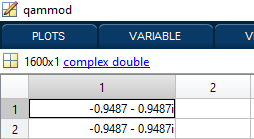 qammod
PLOTS VARIABLE
1600x1 complex double
1 2
1 -0.9487 - 0.9487i
2 -0.9487 - 0.9487i